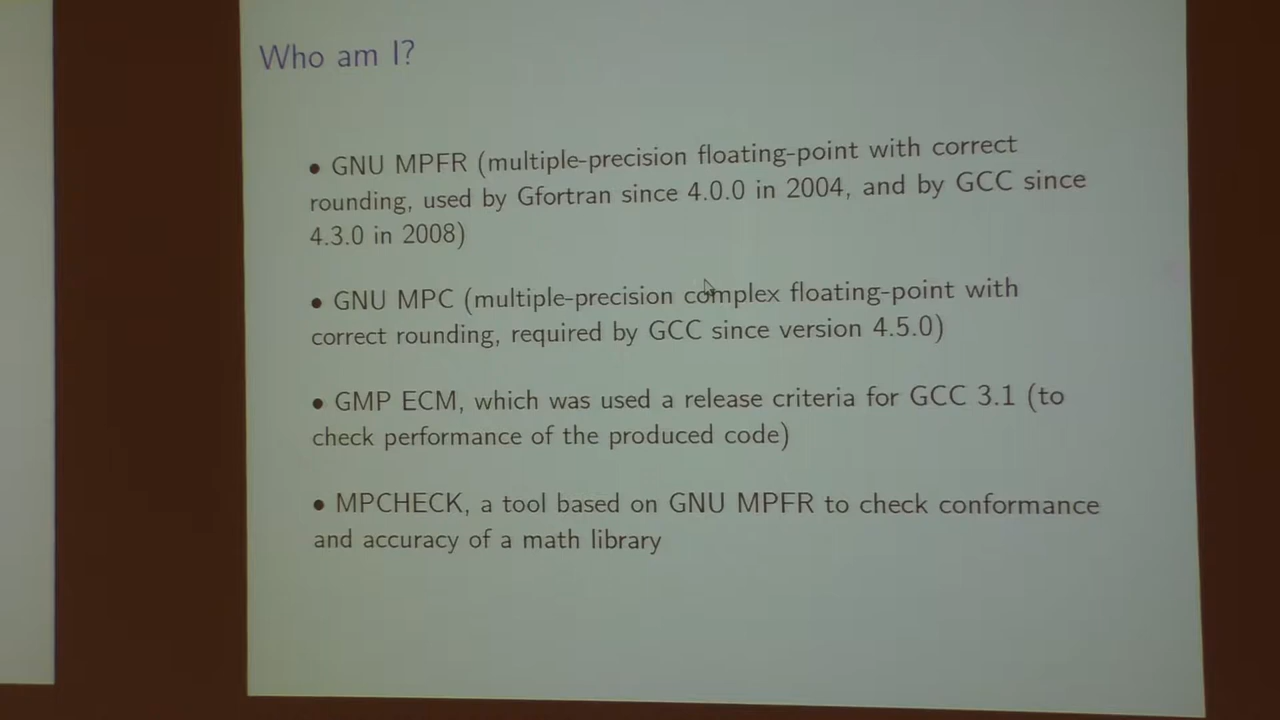 Who am I?
• GNU MPFR (multiple-precision floating-point with correct
rounding, used by Gfortran since 4.0.0 in 2004, and by GCC since
4.3.0 in 2008)
• GNU MPC (multiple-precision complex floating-point with
correct rounding, required by GCC since version 4.5.0)
• GMP ECM, which was used a release criteria for GCC 3.1 (to
check performance of the produced code)
• MPCHECK, a tool based on GNU MPFR to check conformance
and accuracy of a math library